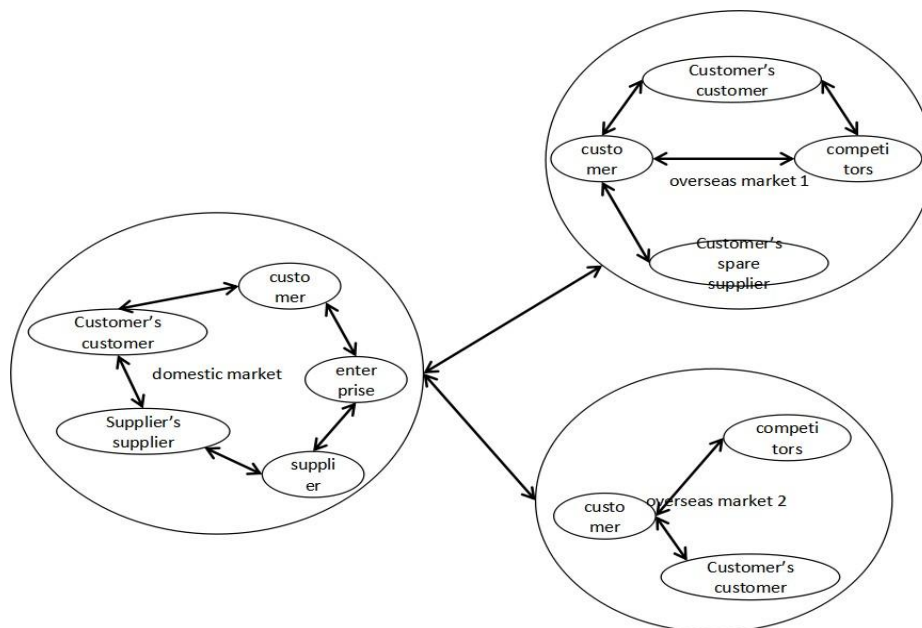 Customer's
customer
custo
mer
competi
tors
overseas market 1
Customer's
spare
supplier
custo
mer
Customer's
customer
enter
prise
domestic market
Supplier's
supplier
suppli
er
competi
tors
custo
mer
overseas market 2
Customer's
customer